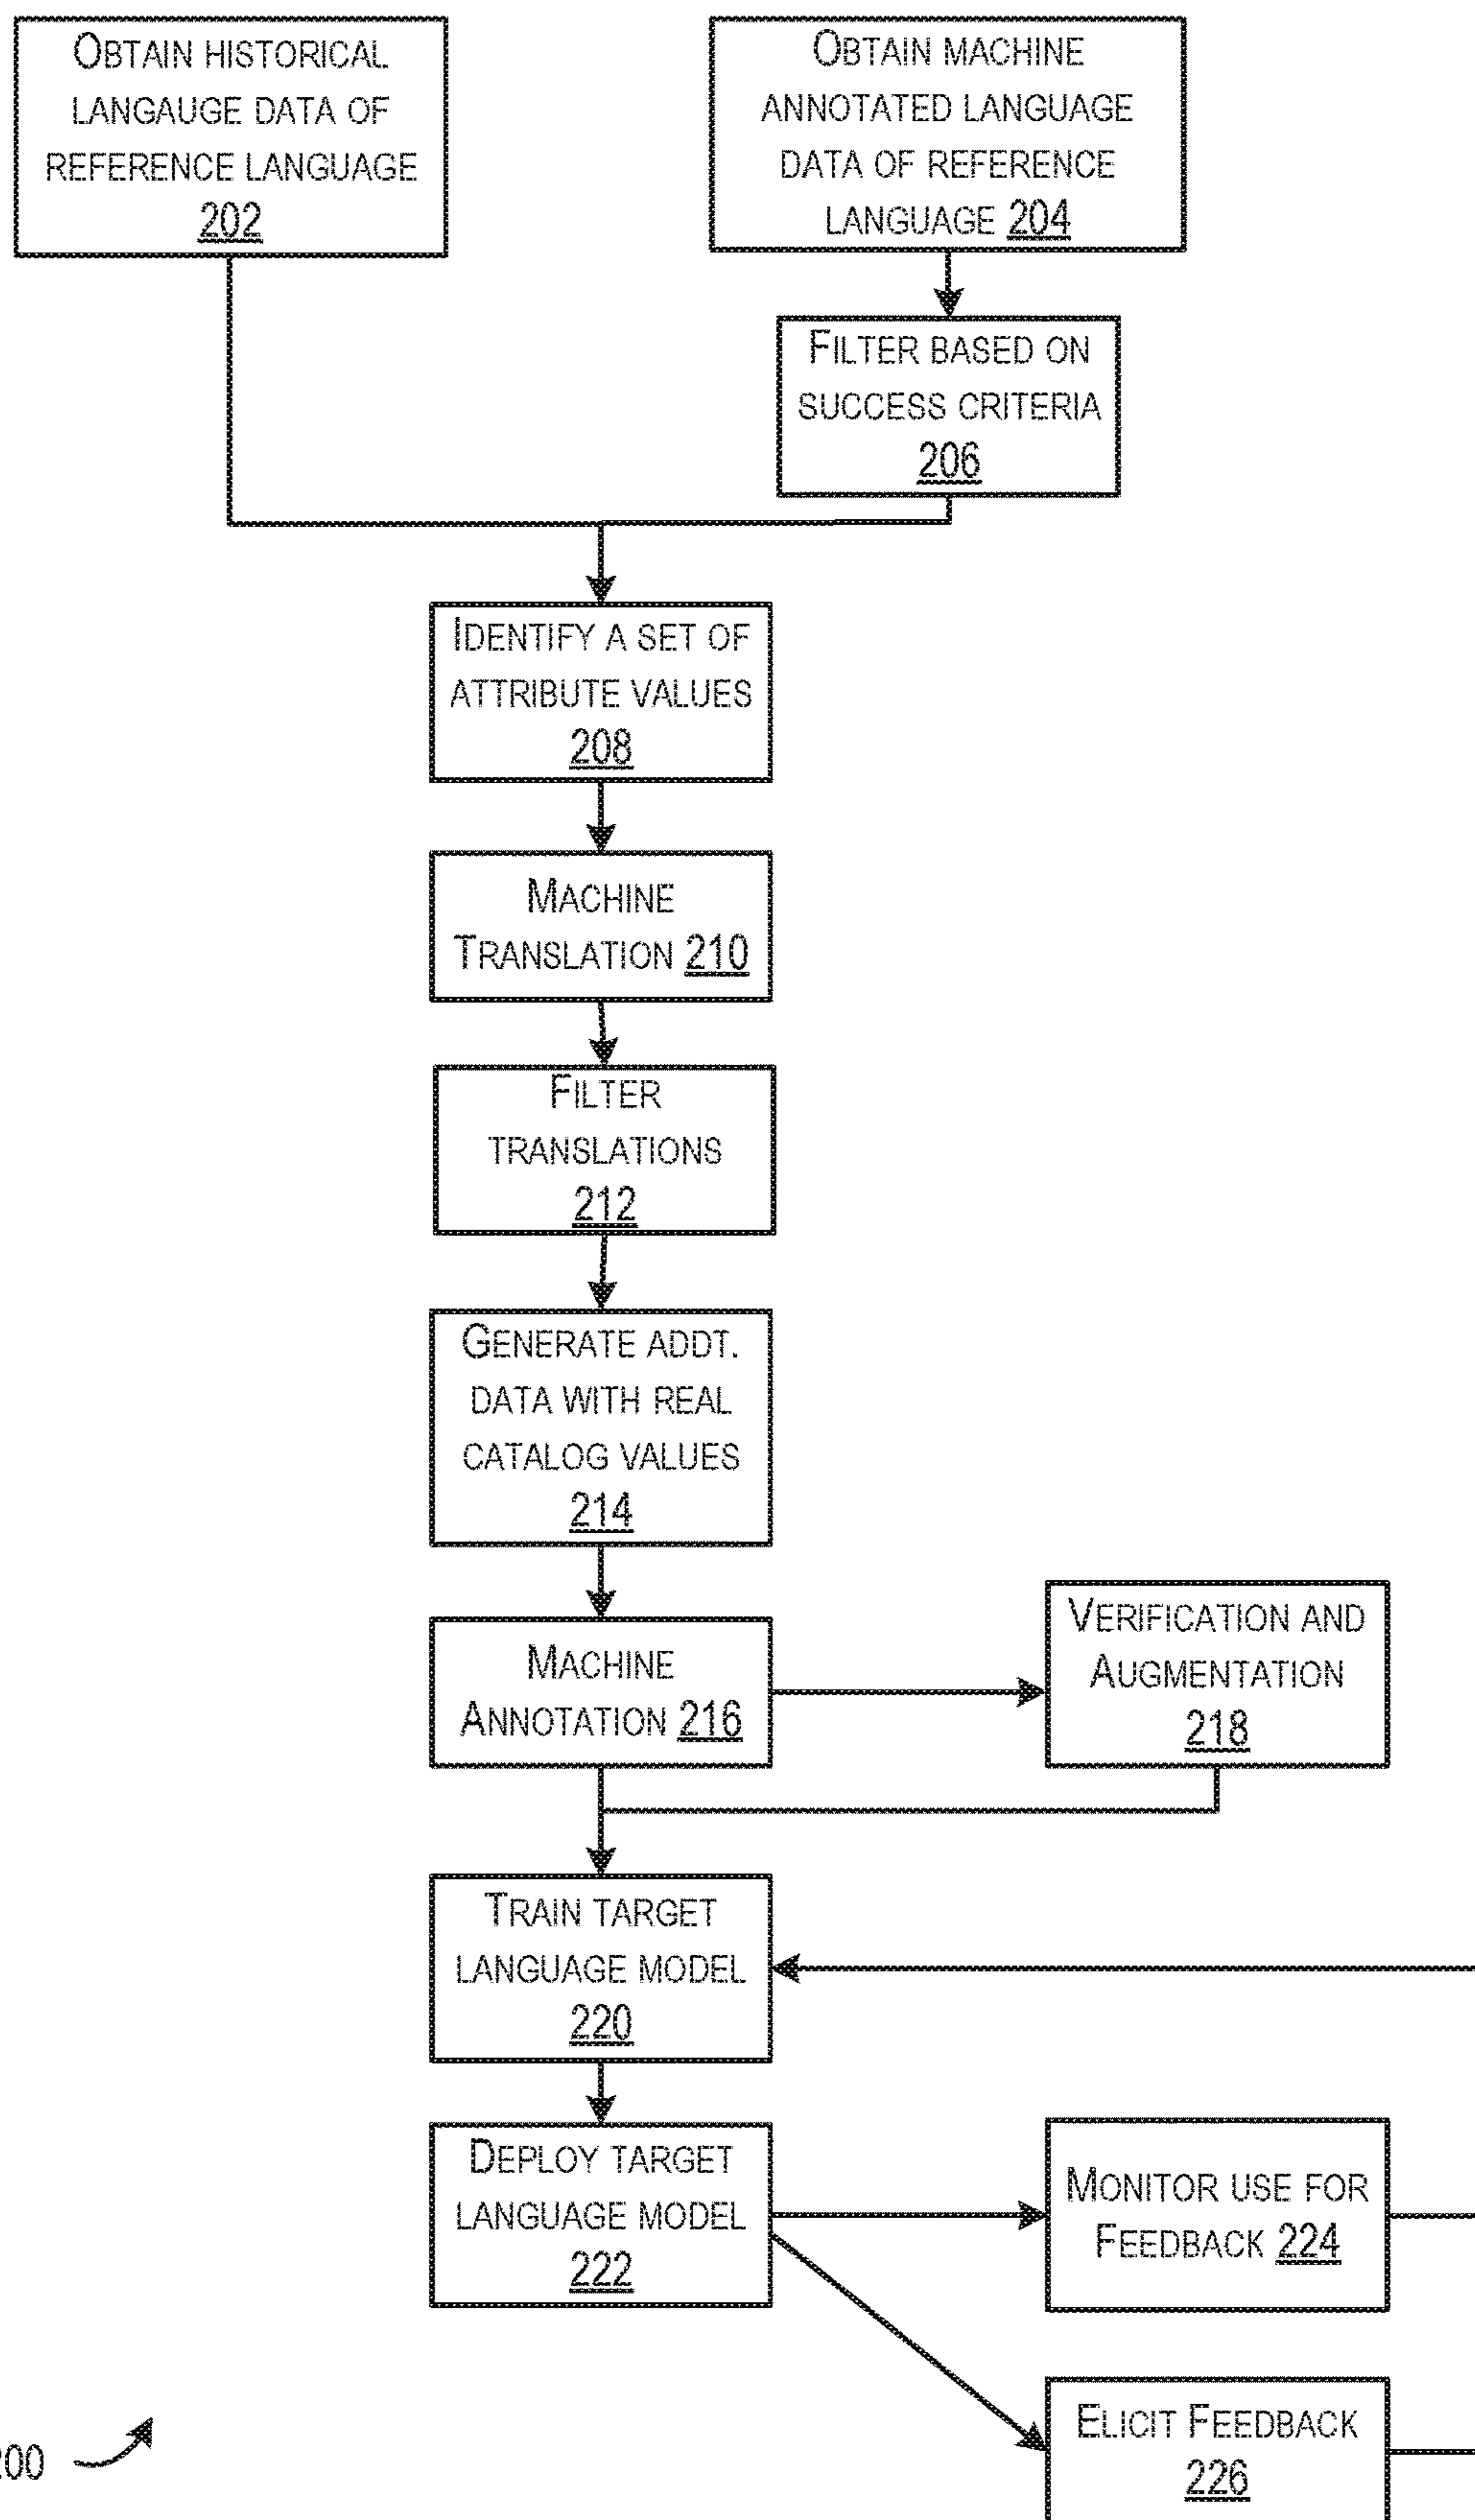 OBTAIN HISTORICAL
LANGAUGE DATA OF
REFERENCE LANGUAGE
202
OBTAIN MACHINE
ANNOTATED LANGUAGE
DATA OF REFERENCE
LANGUAGE 204
FILTER BASED ON
SUCCESS CRITERIA
206
IDENTIFY A SET OF
ATTRIBUTE VALUES
208
MACHINE
TRANSLATION 210
FILTER
TRANSLATIONS
212
GENERATE ADDT.
DATA WITH REAL
CATALOG VALUES
214
MACHINE
ANNOTATION 216
VERIFICATION AND
AUGMENTATION
218
TRAIN TARGET
LANGUAGE MODEL
220
DEPLOY TARGET
LANGUAGE MODEL
222
MONITOR USE FOR
FEEDBACK 224
ELICIT FEEDBACK
226
200